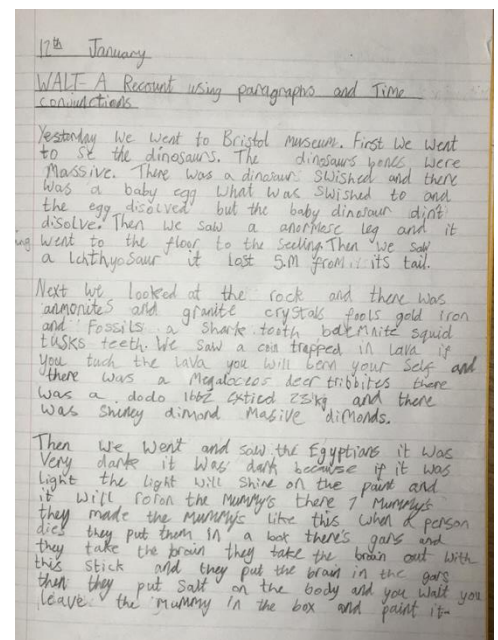 12th January
WALT- A Recount using paragraphs and Time
conjunctions
Yestarday we went to Bristol museum. First we went
to se the dinosaurs. The dinosaurs bones were
Massive. There was a dinosaur swished and there
was a baby egg what was swished to and
the egg disolved but the baby dinosaur din't
disolve. Then we saw a anormose leg and it
went to the floor to the seeling. Then we saw
a Ichthyosaur it lost 5.M from its tail.
Next we looked at the rock and there was
anmonites and granite crystals fools gold iron
and Fossils a shark tooth squid
tusks teeth. We saw a coin trapped in lava if
you tuch the lava you will bern your self and
there was a Megaloceos deer tribbites there
was a dodo 1662 extied 23kg and there
was shiney dimond masive dimonds.
Then we went and saw the Egyptians it was
very darke it was dark because if it was
light the light will shine on the paint and
it will roron the mummy's there 7 mummy's
they made the mummy's like this when a person
dies they put them in a box there's gars and
they take the brain they take the brain out with
this stick and they put the brain in the gars
then they put salt on the body and you wait you
leave the mummy in the box and paint it-